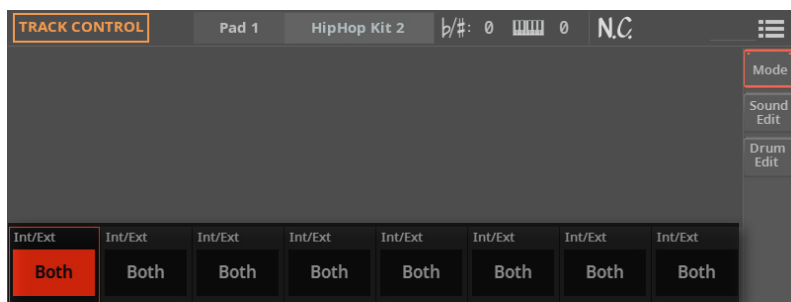 TRACK CONTROL Pad 1 HipHop Kit 2 ♭/#: 0 0 N.C.
Mode
Sound
Edit
Drum
Edit
Int/Ext Int/Ext Int/Ext Int/Ext Int/Ext Int/Ext Int/Ext Int/Ext
Both Both Both Both Both Both Both Both